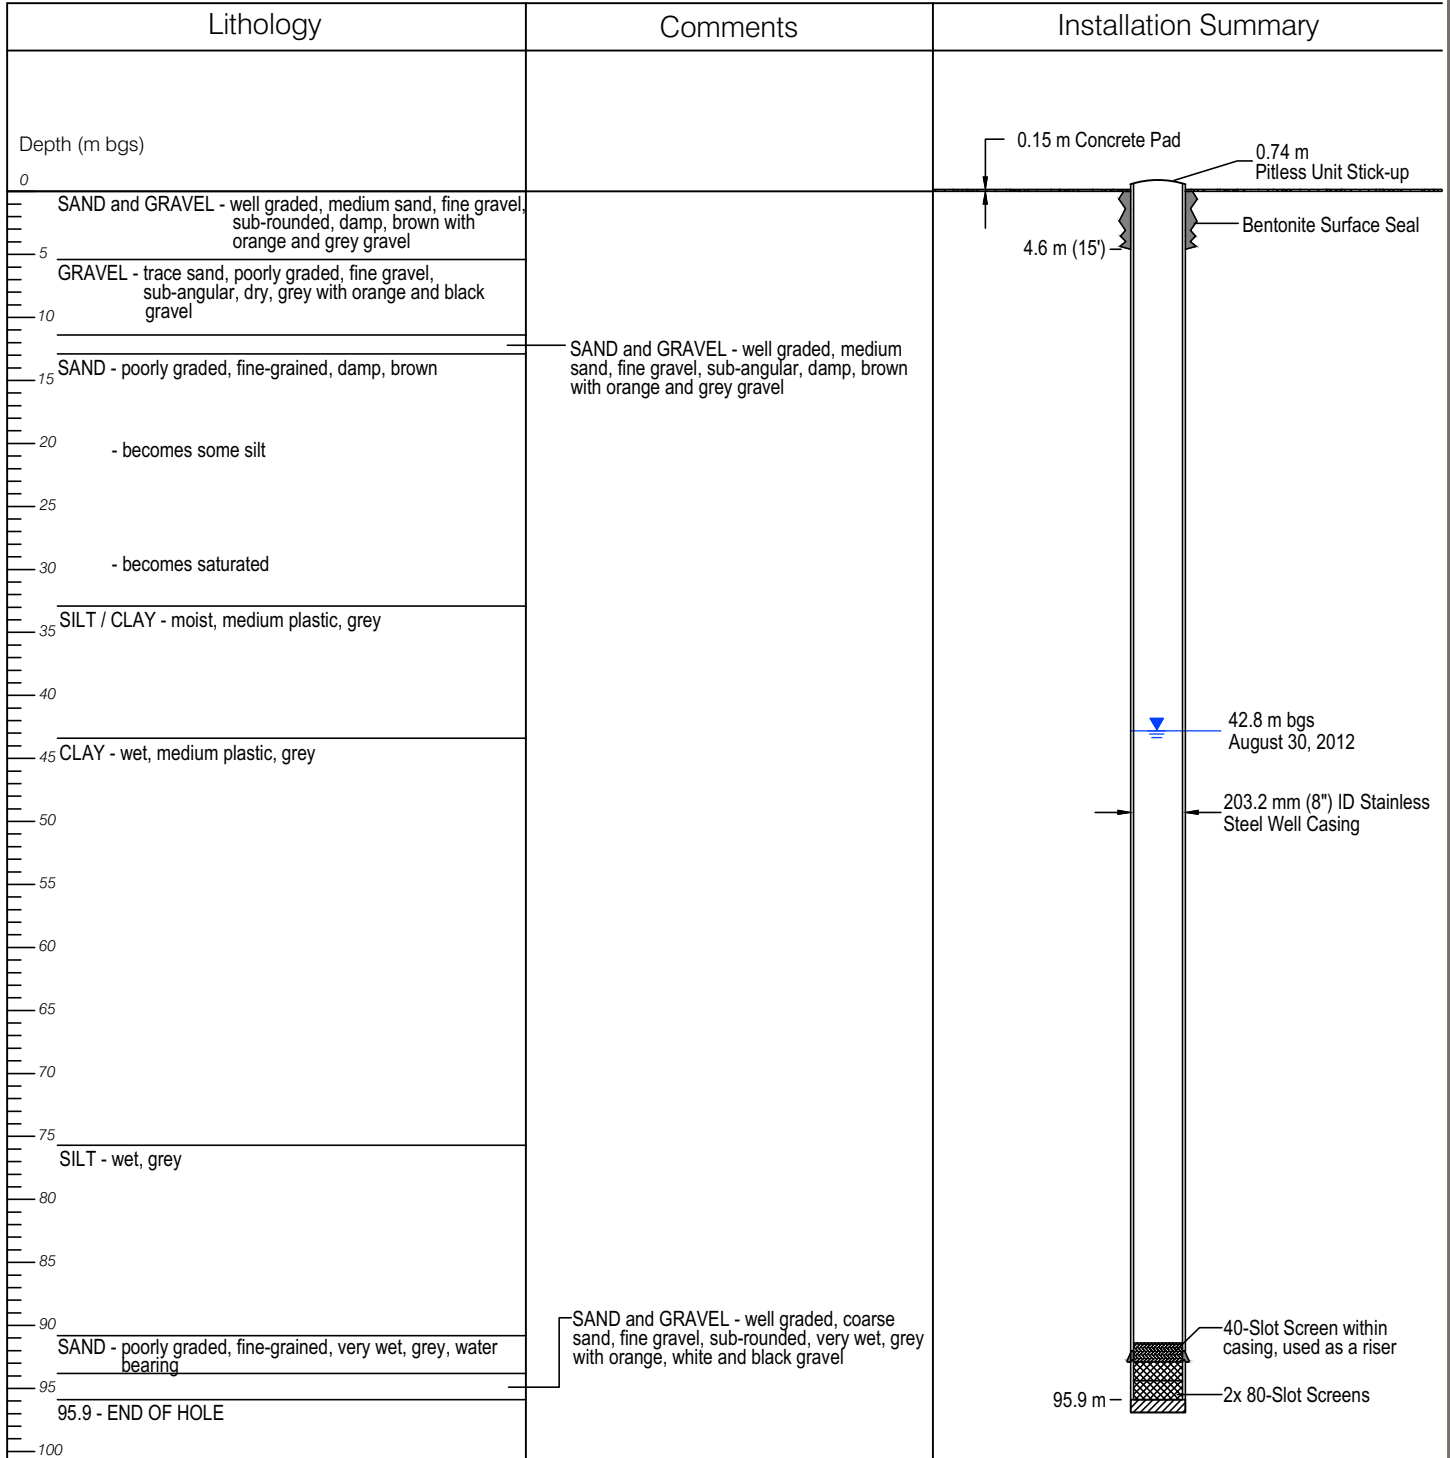 Lithology
Comments
Installation Summary
Depth (m bgs)
0
5
10
15
20
25
30
35
40
45
50
55
60
65
70
75
80
85
90
95
100
SAND and GRAVEL - well graded, medium sand, fine gravel,
sub-rounded, damp, brown with
orange and grey gravel
GRAVEL - trace sand, poorly graded, fine gravel,
sub-angular, dry, grey with orange and black
gravel
SAND - poorly graded, fine-grained, damp, brown
- becomes some silt
- becomes saturated
SILT / CLAY - moist, medium plastic, grey
CLAY - wet, medium plastic, grey
SILT - wet, grey
SAND - poorly graded, fine-grained, very wet, grey, water
bearing
95.9 - END OF HOLE
SAND and GRAVEL - well graded, medium
sand, fine gravel, sub-angular, damp, brown
with orange and grey gravel
SAND and GRAVEL - well graded, coarse
sand, fine gravel, sub-rounded, very wet, grey
with orange, white and black gravel
0.15 m Concrete Pad
0.74 m
Pitless Unit Stick-up
Bentonite Surface Seal
4.6 m (15')
42.8 m bgs
August 30, 2012
203.2 mm (8") ID Stainless
Steel Well Casing
40-Slot Screen within
casing, used as a riser
2x 80-Slot Screens
95.9 m